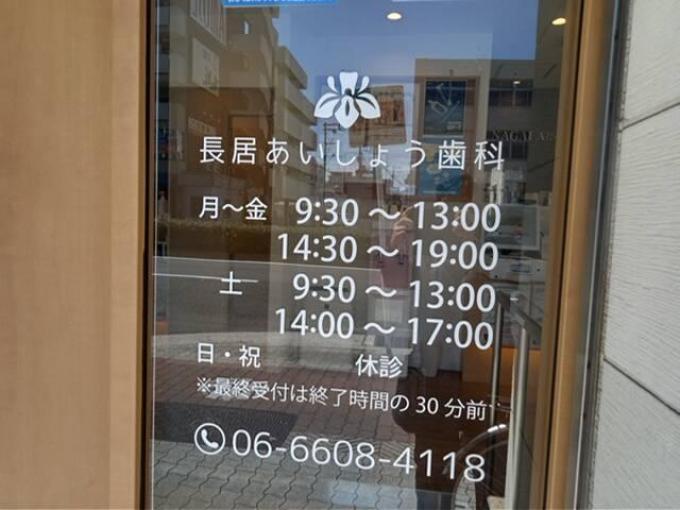 長居あいしょう歯科
月～金 9:30 ～ 13:00
14:30 ～ 19:00
土 9:30 ～ 13:00
14:00 ～ 17:00
日・祝 休診
※最終受付は終了時間の30分前
06-6608-4118